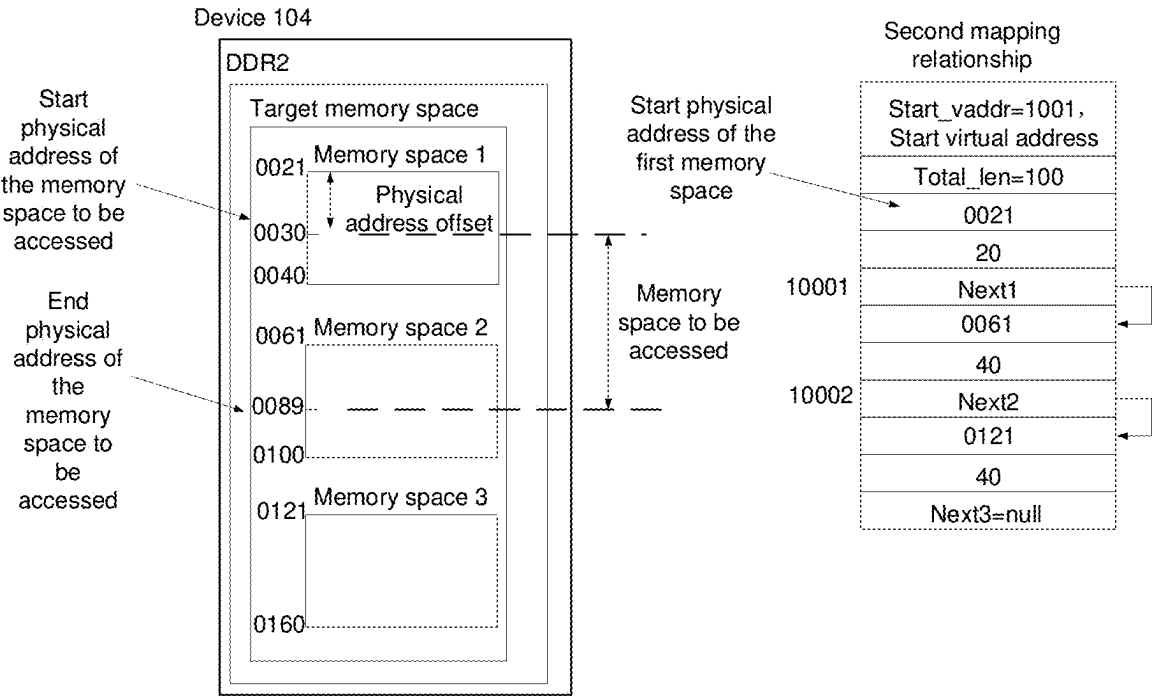 Device 104
DDR2
Target memory space
Start
physical
address of
the memory
space to be
accessed
End
physical
address of
the
memory
space to
be
accessed
0021
Memory space 1
Physical
address offset
0030
0040
0061
Memory space 2
0089
0100
0121
Memory space 3
0160
Memory
space to be
accessed
Start physical
address of the
first memory
space
Second mapping
relationship
Start_vaddr=1001,
Start virtual address
Total_len=100
0021
20
10001
Next1
0061
40
10002
Next2
0121
40
Next3=null